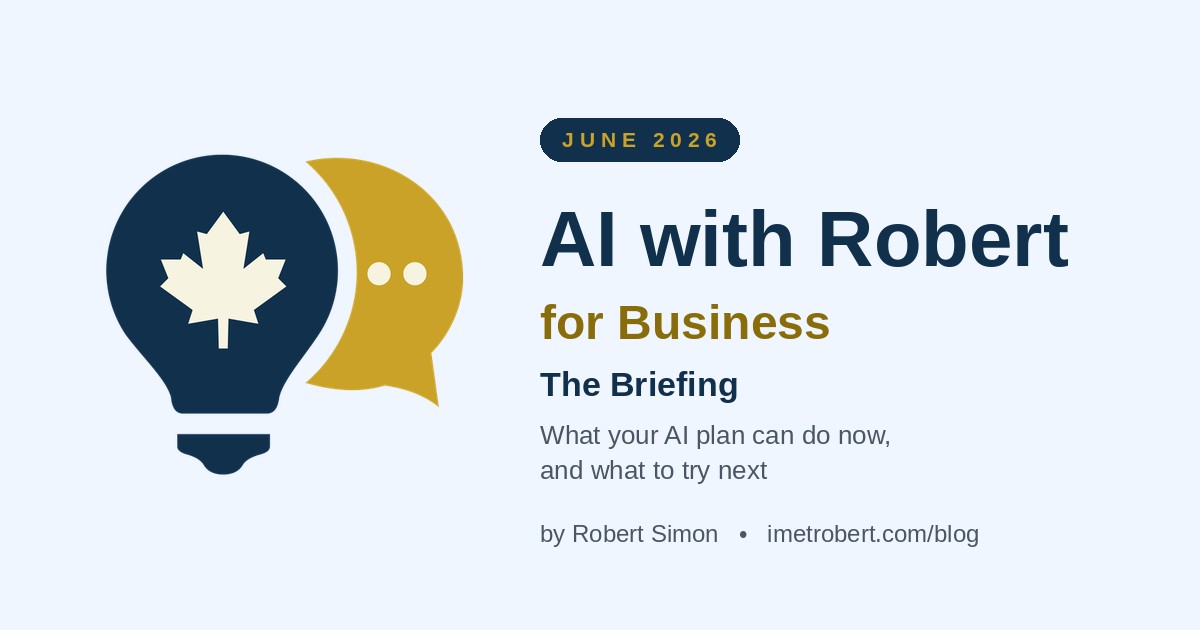 JUNE 2026
AI with Robert
for Business
The Briefing
What your AI plan can do now,
and what to try next
by Robert Simon • imetrobert.com/blog